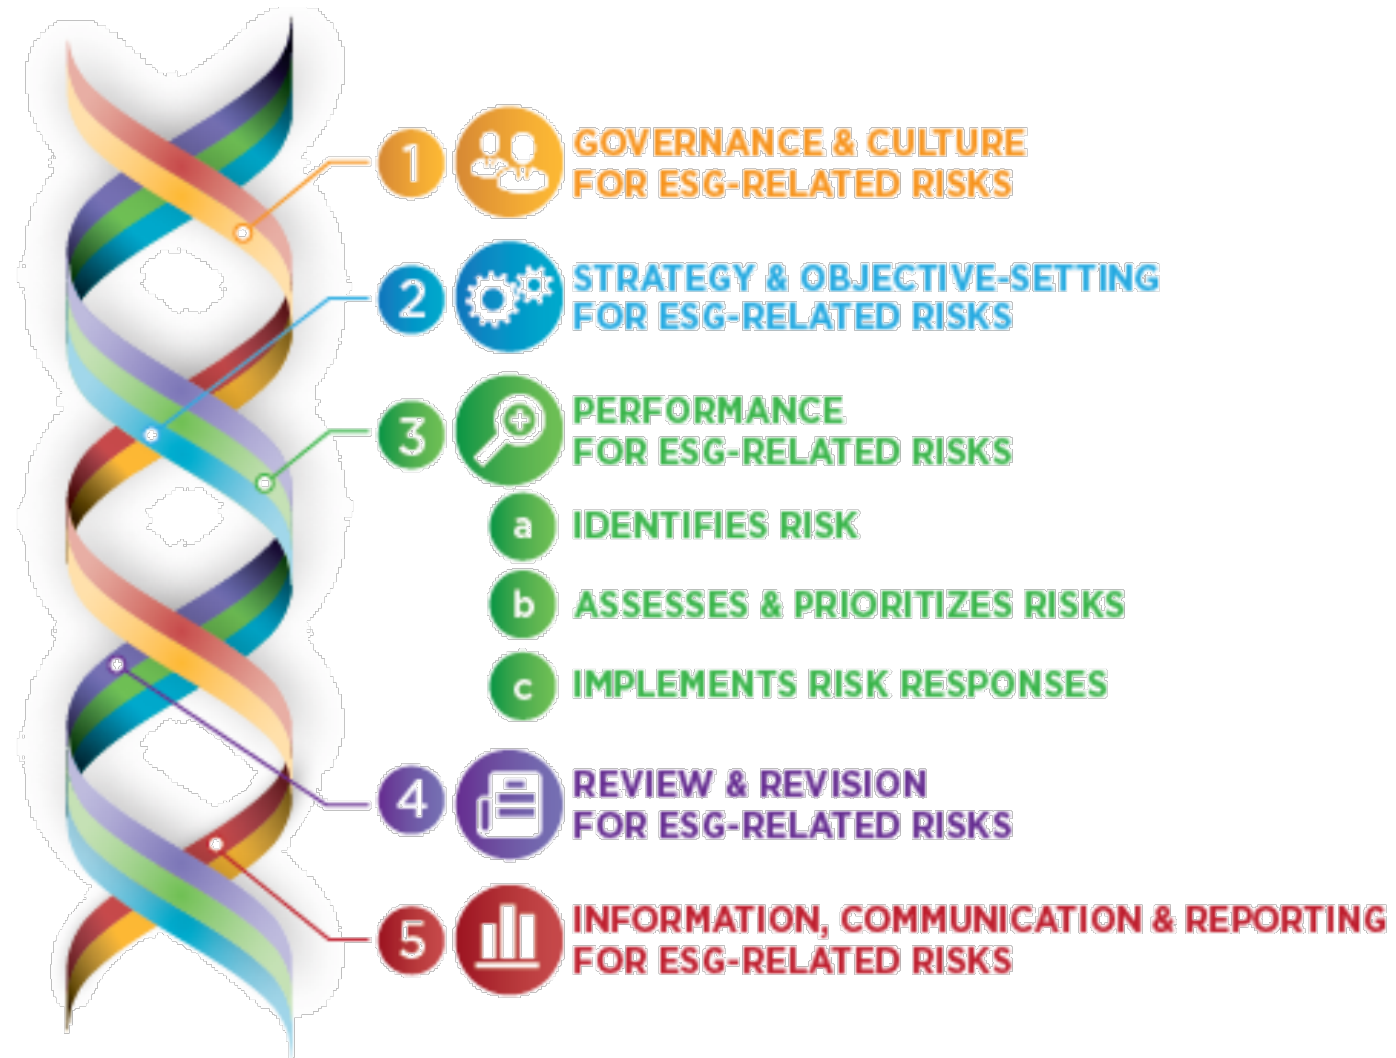 1 GOVERNANCE & CULTURE
FOR ESG-RELATED RISKS
2 STRATEGY & OBJECTIVE-SETTING
FOR ESG-RELATED RISKS
3 PERFORMANCE
FOR ESG-RELATED RISKS
a IDENTIFIES RISK
b ASSESSES & PRIORITIZES RISKS
c IMPLEMENTS RISK RESPONSES
4 REVIEW & REVISION
FOR ESG-RELATED RISKS
5 INFORMATION, COMMUNICATION & REPORTING
FOR ESG-RELATED RISKS